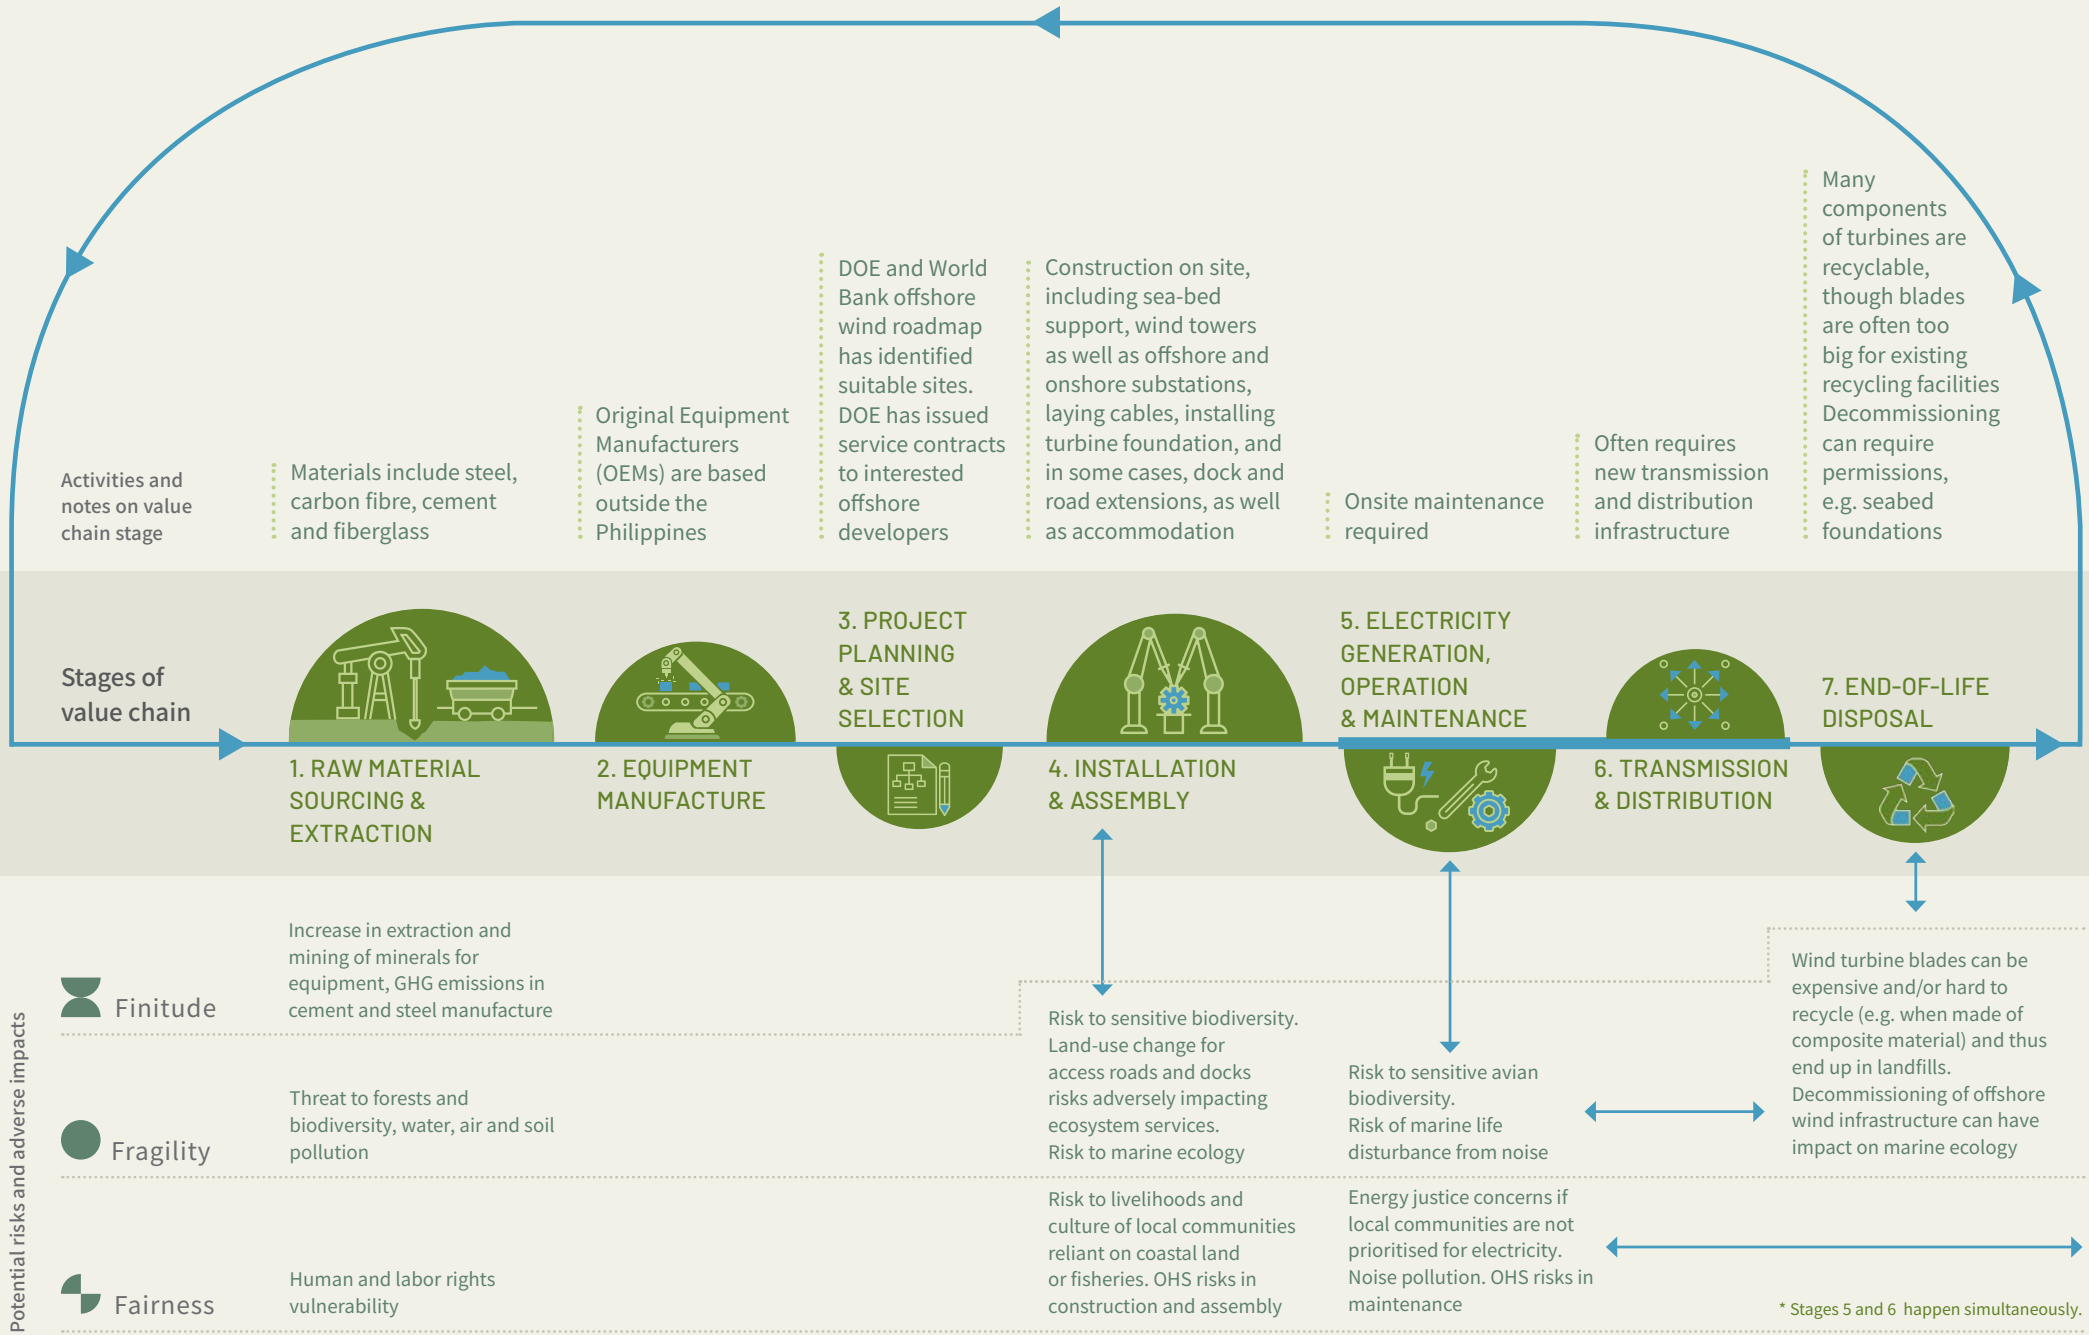 Activities and
notes on value
chain stage
Materials include steel,
carbon fibre, cement
and fiberglass
Original Equipment
Manufacturers
(OEMs) are based
outside the
Philippines
DOE and World
Bank offshore
wind roadmap
has identified
suitable sites.
DOE has issued
service contracts
to interested
offshore
developers
Construction on site,
including sea-bed
support, wind towers
as well as offshore and
onshore substations,
laying cables, installing
turbine foundation, and
in some cases, dock and
road extensions, as well
as accommodation
Onsite maintenance
required
Often requires
new transmission
and distribution
infrastructure
Many
components
of turbines are
recyclable,
though blades
are often too
big for existing
recycling facilities
Decommissioning
can require
permissions,
e.g. seabed
foundations
Stages of
value chain
1. RAW MATERIAL
SOURCING &
EXTRACTION
2. EQUIPMENT
MANUFACTURE
3. PROJECT
PLANNING
& SITE
SELECTION
4. INSTALLATION
& ASSEMBLY
5. ELECTRICITY
GENERATION,
OPERATION
& MAINTENANCE
6. TRANSMISSION
& DISTRIBUTION
7. END-OF-LIFE
DISPOSAL
Potential risks and adverse impacts
Finitude
Increase in extraction and
mining of minerals for
equipment, GHG emissions in
cement and steel manufacture
Fragility
Threat to forests and
biodiversity, water, air and soil
pollution
Risk to sensitive biodiversity.
Land-use change for
access roads and docks
risks adversely impacting
ecosystem services.
Risk to marine ecology
Risk to sensitive avian
biodiversity.
Risk of marine life
disturbance from noise
Wind turbine blades can be
expensive and/or hard to
recycle (e.g. when made of
composite material) and thus
end up in landfills.
Decommissioning of offshore
wind infrastructure can have
impact on marine ecology
Fairness
Human and labor rights
vulnerability
Risk to livelihoods and
culture of local communities
reliant on coastal land
or fisheries. OHS risks in
construction and assembly
Energy justice concerns if
local communities are not
prioritised for electricity.
Noise pollution. OHS risks in
maintenance
* Stages 5 and 6 happen simultaneously.